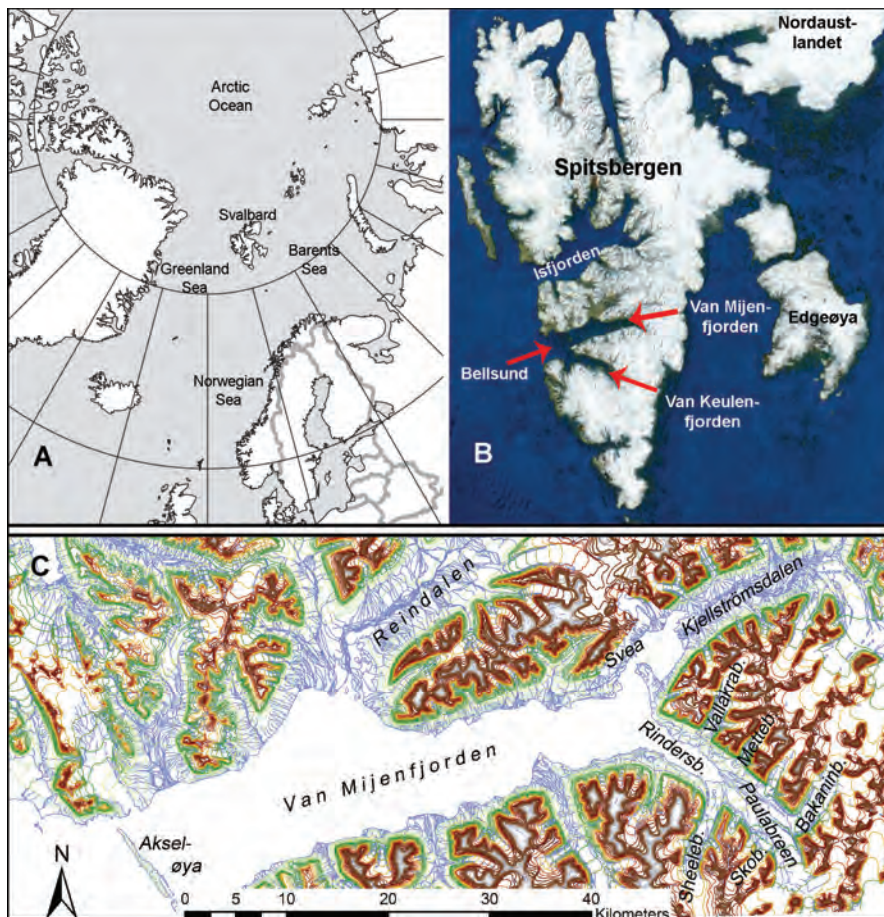 Arctic
Ocean
Svalbard
Barents
Sea
Greenland
Sea
Norwegian
Sea
A
Nordaust-
landet
Spitsbergen
Isfjorden
Van Mijen-
fjorden
Edgeøya
Bellsund
Van Keulen-
fjorden
B
C
Reindalen
Kjellströmsdalen
Svea
Vallakrab.
Metteb.
Rindersb.
Bakaninb.
Van Mijenfjorden
Paulabreen
Aksel-
øya
Sheeleb.
Skob.
N
0 5 10 20 30 40
Kilometers